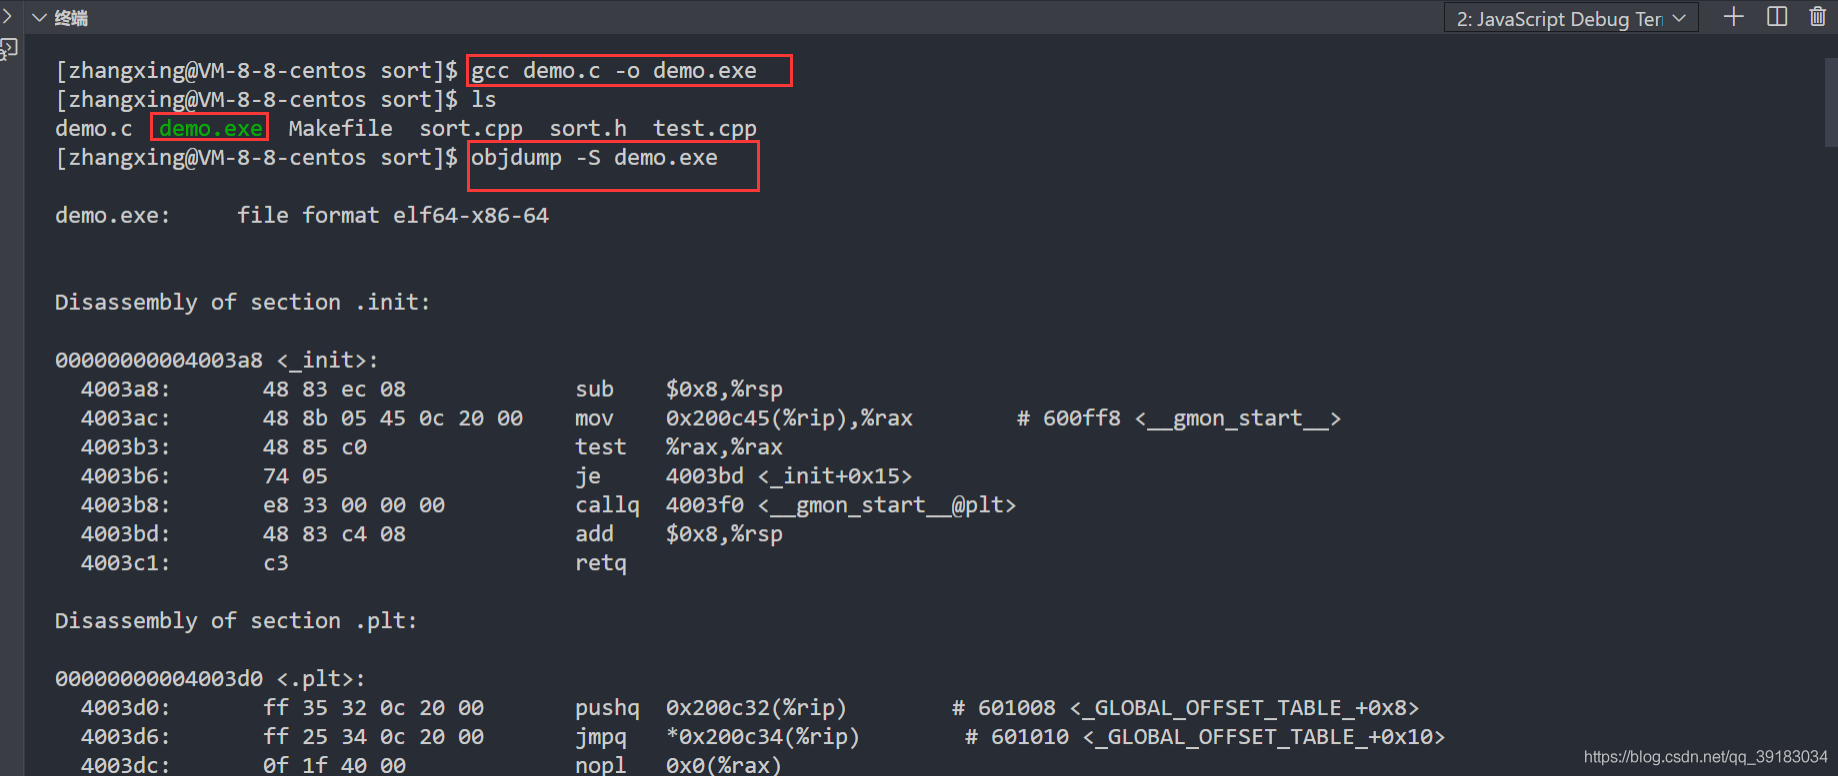 终端
2: JavaScript Debug Ter
[zhangxing@VM-8-8-centos sort]$ gcc demo.c -o demo.exe
[zhangxing@VM-8-8-centos sort]$ ls
demo.c  demo.exe  Makefile  sort.cpp  sort.h  test.cpp
[zhangxing@VM-8-8-centos sort]$ objdump -S demo.exe
demo.exe:     file format elf64-x86-64
Disassembly of section .init:
00000000004003a8 <_init>:
  4003a8:       48 83 ec 08             sub    $0x8,%rsp
  4003ac:       48 8b 05 45 0c 20 00    mov    0x200c45(%rip),%rax        # 600ff8 <__gmon_start__>
  4003b3:       48 85 c0                test   %rax,%rax
  4003b6:       74 05                   je     4003bd <_init+0x15>
  4003b8:       e8 33 00 00 00          callq  4003f0 <__gmon_start__@plt>
  4003bd:       48 83 c4 08             add    $0x8,%rsp
  4003c1:       c3                      retq
Disassembly of section .plt:
00000000004003d0 <.plt>:
  4003d0:       ff 35 32 0c 20 00       pushq  0x200c32(%rip)        # 601008 <_GLOBAL_OFFSET_TABLE_+0x8>
  4003d6:       ff 25 34 0c 20 00       jmpq   *0x200c34(%rip)        # 601010 <_GLOBAL_OFFSET_TABLE_+0x10>
  4003dc:       0f 1f 40 00             nopl   0x0(%rax)
https://blog.csdn.net/qq_39183034